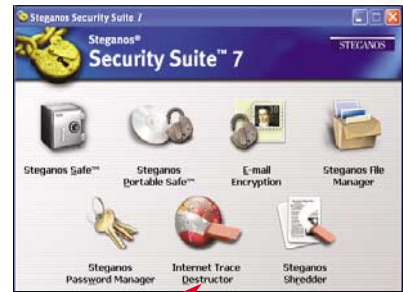 Steganos Security Suite 7
Steganos®
Security Suite™ 7
STEGANOS
Steganos Safe™
Steganos
Portable Safe™
E-mail
Encryption
Steganos File
Manager
Steganos
Password Manager
Internet Trace
Destructor
Steganos
Shredder